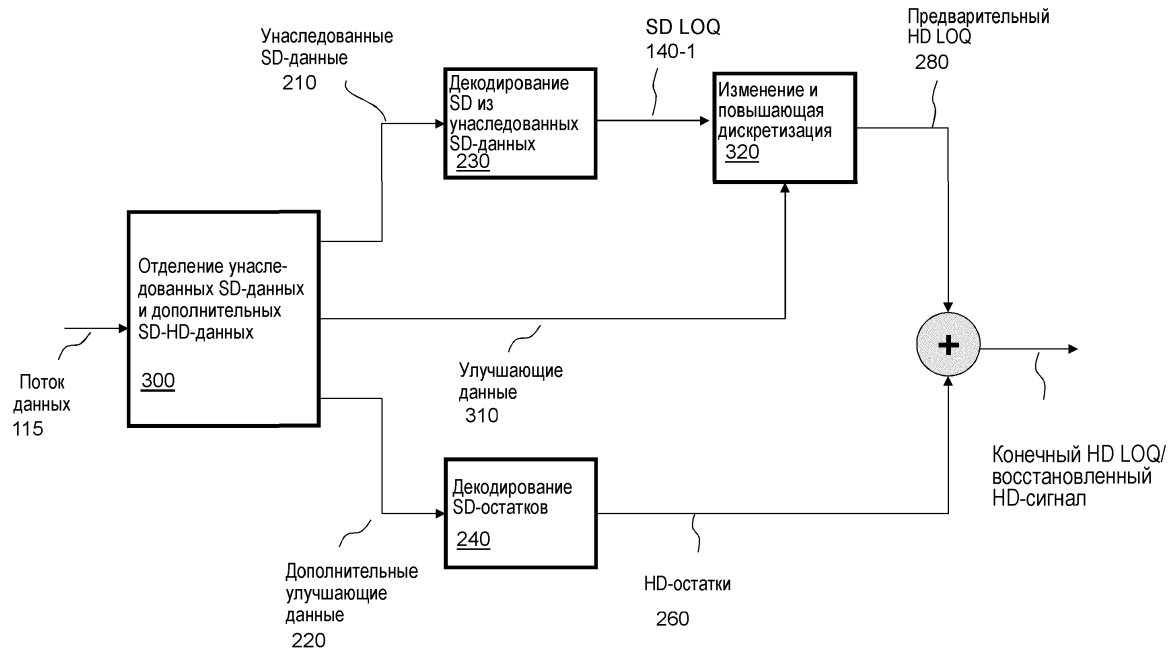 Унаследованные
SD-данные
210
SD LOQ
140-1
Предварительный
HD LOQ
280
Декодирование
SD из
унаследованных
SD-данных
230
Изменение и
повышающая
дискретизация
320
Отделение унасле-
дованных SD-данных
и дополнительных
SD-HD-данных
300
Поток
данных
115
Улучшающие
данные
310
+
Конечный HD LOQ/
восстановленный
HD-сигнал
Декодирование
SD-остатков
240
Дополнительные
улучшающие
данные
220
HD-остатки
260